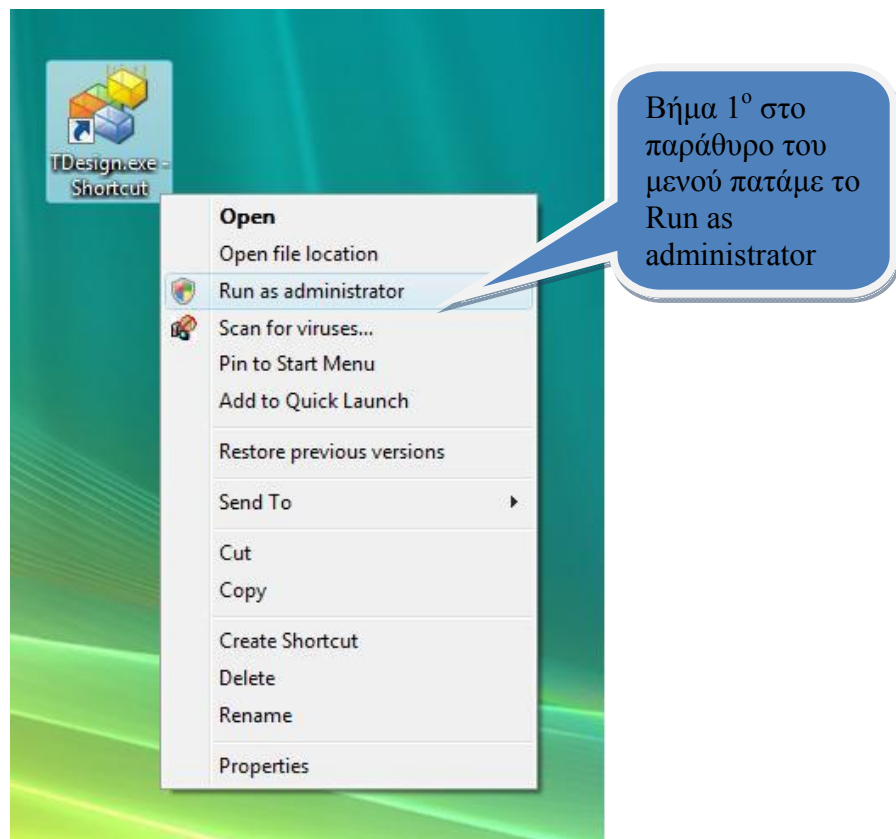 TDesign.exe -
Shortcut
Open
Open file location
Run as administrator
Scan for viruses...
Pin to Start Menu
Add to Quick Launch
Restore previous versions
Send To
Cut
Copy
Create Shortcut
Delete
Rename
Properties
Βήμα 1º στο
παράθυρο του
μενού πατάμε το
Run as
administrator